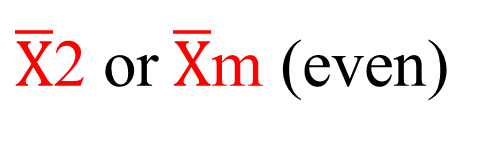 X̅2 or X̅m (even)